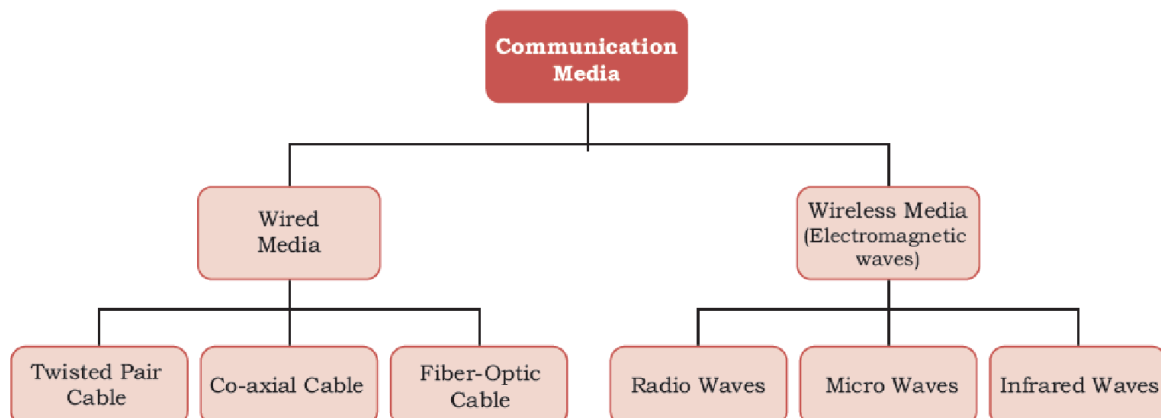 Communication
Media
Wired
Media
Wireless Media
(Electromagnetic
waves)
Twisted Pair
Cable
Co-axial Cable
Fiber-Optic
Cable
Radio Waves
Micro Waves
Infrared Waves